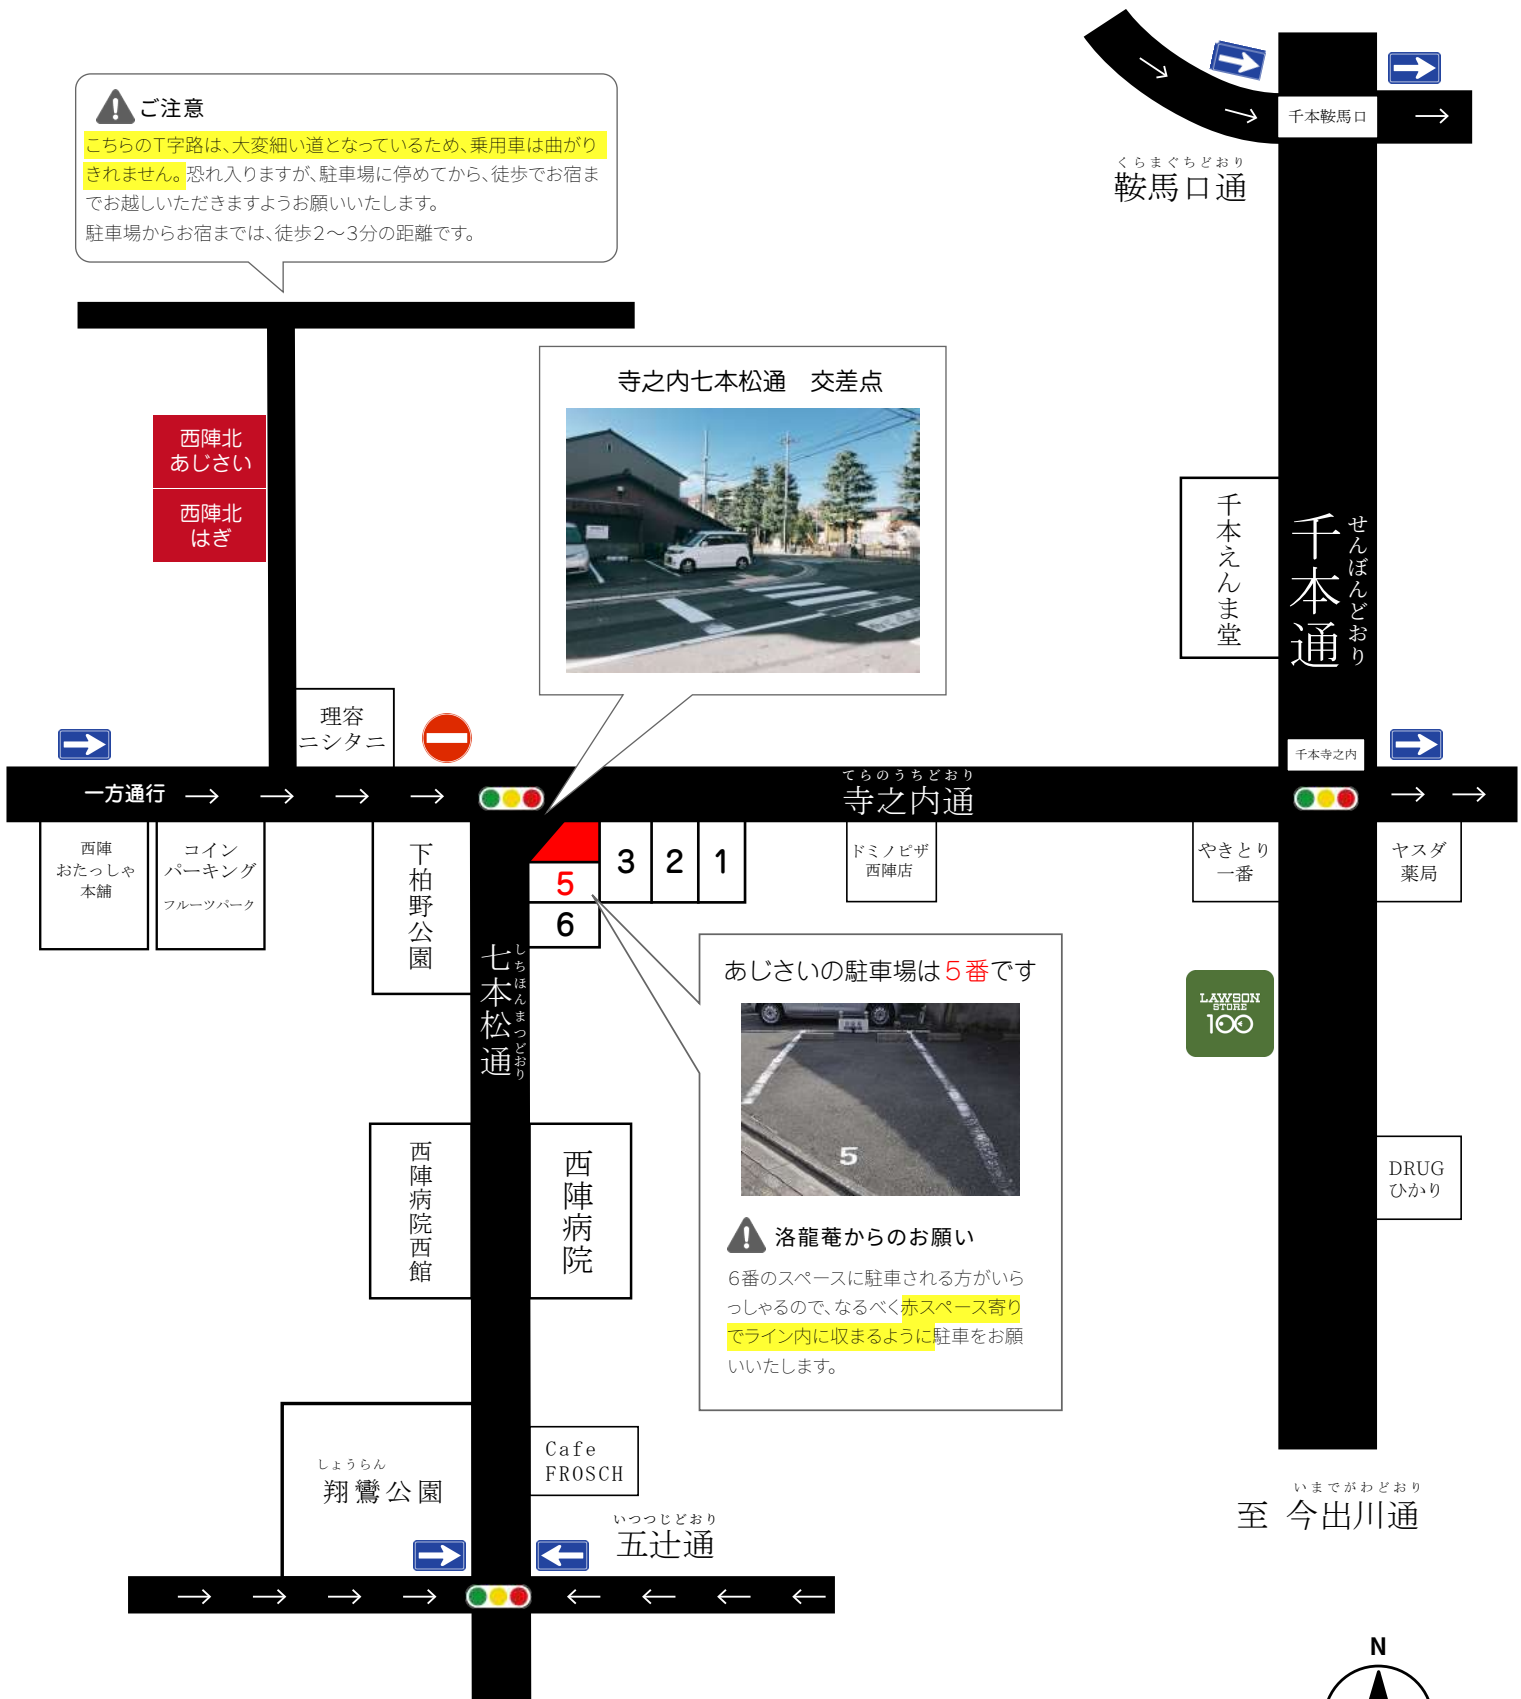 ご注意
こちらのＴ字路は、大変細い道となっているため、乗用車は曲がり
きれません。恐れ入りますが、駐車場に停めてから、徒歩でお宿ま
でお越しいただきますようお願いいたします。
駐車場からお宿までは、徒歩２〜３分の距離です。
千本鞍馬口
くらまぐちどおり
鞍馬口通
寺之内七本松通　交差点
西陣北
あじさい
西陣北
はぎ
千本えんま堂
千本通
せんぼんどおり
理容
ニシタニ
千本寺之内
一方通行
てらのうちどおり
寺之内通
西陣
おたっしゃ
本舗
コイン
パーキング
フルーツパーク
下柏野公園
5
6
3
2
1
ドミノピザ
西陣店
やきとり
一番
ヤスダ
薬局
七本松通
しちほんまつどおり
あじさいの駐車場は５番です
5
LAWSON
STORE
100
西陣病院西館
西陣病院
DRUG
ひかり
洛龍菴からのお願い
６番のスペースに駐車される方がいら
っしゃるので、なるべく赤スペース寄り
でライン内に収まるように駐車をお願
いいたします。
しょうらん
翔鸞公園
Cafe
FROSCH
いつつじどおり
五辻通
いまでがわどおり
至 今出川通
N